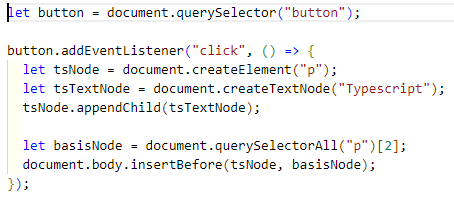 let button = document.querySelector("button");
button.addEventListener("click", () => {
let tsNode = document.createElement("p");
let tsTextNode = document.createTextNode("Typescript");
tsNode.appendChild(tsTextNode);
let basisNode = document.querySelectorAll("p")[2];
document.body.insertBefore(tsNode, basisNode);
});